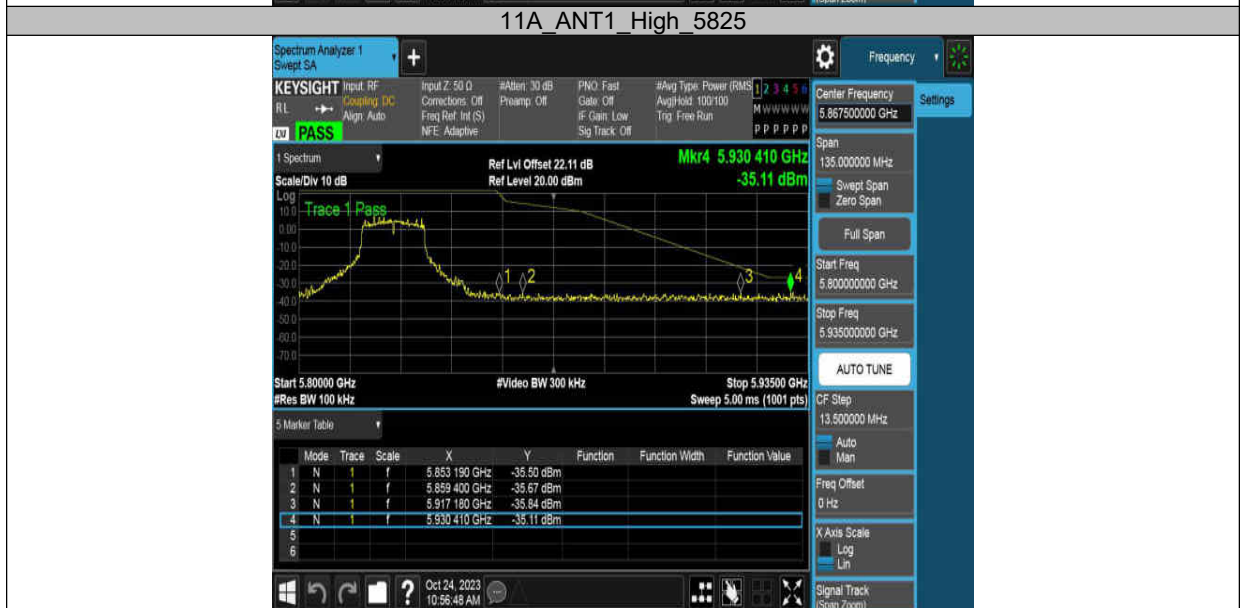 11A_ANT1_High_5825
Spectrum Analyzer 1
Swept SA
Frequency
KEYSIGHT
RL
LXI PASS
Input: RF
Coupling: DC
Align: Auto
Input Z: 50 Ω
Corrections: Off
Freq Ref: Int (S)
NFE: Adaptive
#Atten: 30 dB
Preamp: Off
PNO: Fast
Gate: Off
IF Gain: Low
Sig Track: Off
#Avg Type: Power (RMS
Avg|Hold: 100/100
Trig: Free Run
1 2 3 4 5 6
M W W W W W
P P P P P P
Center Frequency
5.867500000 GHz
Settings
Span
135.000000 MHz
Swept Span
Zero Span
Full Span
Start Freq
5.800000000 GHz
Stop Freq
5.935000000 GHz
AUTO TUNE
CF Step
13.500000 MHz
Auto
Man
Freq Offset
0 Hz
X Axis Scale
Log
Lin
Signal Track
(Span Zoom)
1 Spectrum
Scale/Div 10 dB
Ref Lvl Offset 22.11 dB
Ref Level 20.00 dBm
Mkr4 5.930 410 GHz
-35.11 dBm
Log
Trace 1 Pass
10.0
0.00
-10.0
-20.0
-30.0
-40.0
-50.0
-60.0
-70.0
1
2
3
4
Start 5.80000 GHz
#Video BW 300 kHz
Stop 5.93500 GHz
#Res BW 100 kHz
Sweep 5.00 ms (1001 pts)
5 Marker Table
Mode Trace Scale X Y Function Function Width Function Value
1 N 1 f 5.853 190 GHz -35.50 dBm
2 N 1 f 5.859 400 GHz -35.67 dBm
3 N 1 f 5.917 180 GHz -35.84 dBm
4 N 1 f 5.930 410 GHz -35.11 dBm
5
6
Oct 24, 2023
10:56:48 AM